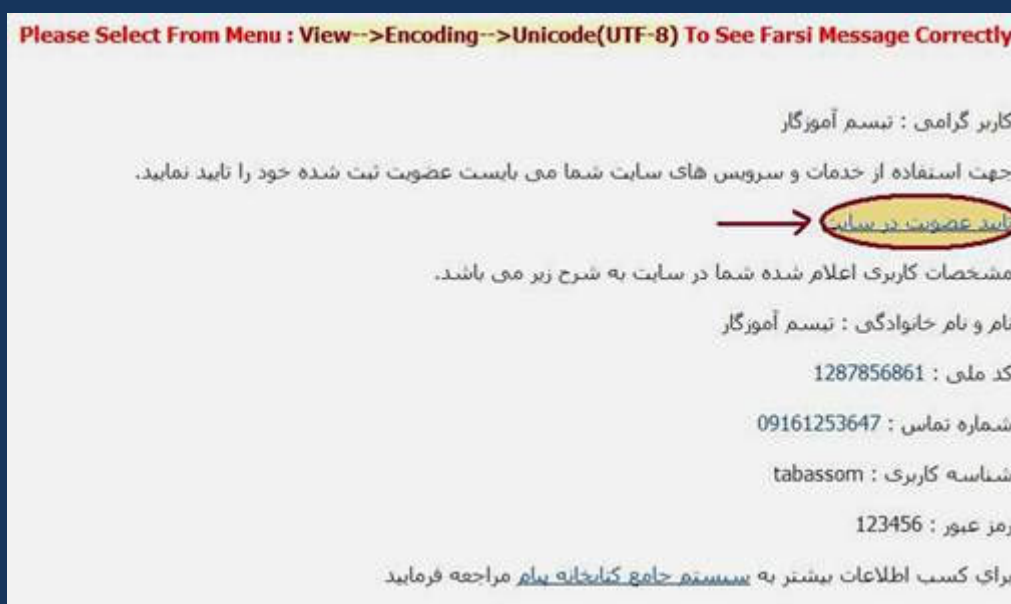 Please Select From Menu : View-->Encoding-->Unicode(UTF-8) To See Farsi Message Correctly
کاربر گرامی : تبسم آموزگار
جهت استفاده از خدمات و سرویس های سایت شما می بایست عضویت ثبت شده خود را تایید نمایید.
تایید عضویت در سایت
مشخصات کاربری اعلام شده شما در سایت به شرح زیر می باشد.
نام و نام خانوادگی : تبسم آموزگار
کد ملی : 1287856861
شماره تماس : 09161253647
شناسه کاربری : tabassom
رمز عبور : 123456
برای کسب اطلاعات بیشتر به سیستم جامع کتابخانه پیام مراجعه فرمایید